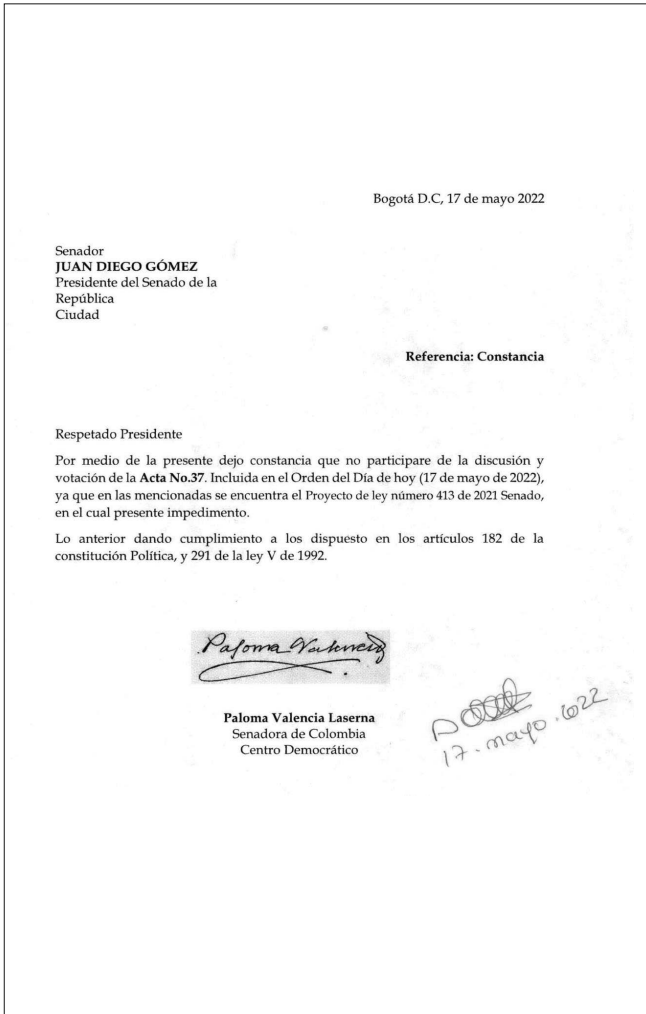 Bogotá D.C, 17 de mayo 2022
Senador
JUAN DIEGO GÓMEZ
Presidente del Senado de la
República
Ciudad
Referencia: Constancia
Respetado Presidente
Por medio de la presente dejo constancia que no participare de la discusión y
votación de la Acta No.37. Incluida en el Orden del Día de hoy (17 de mayo de 2022),
ya que en las mencionadas se encuentra el Proyecto de ley número 413 de 2021 Senado,
en el cual presente impedimento.
Lo anterior dando cumplimiento a los dispuesto en los artículos 182 de la
constitución Política, y 291 de la ley V de 1992.
Paloma Valencia
Paloma Valencia Laserna
Senadora de Colombia
Centro Democrático
17. mayo.